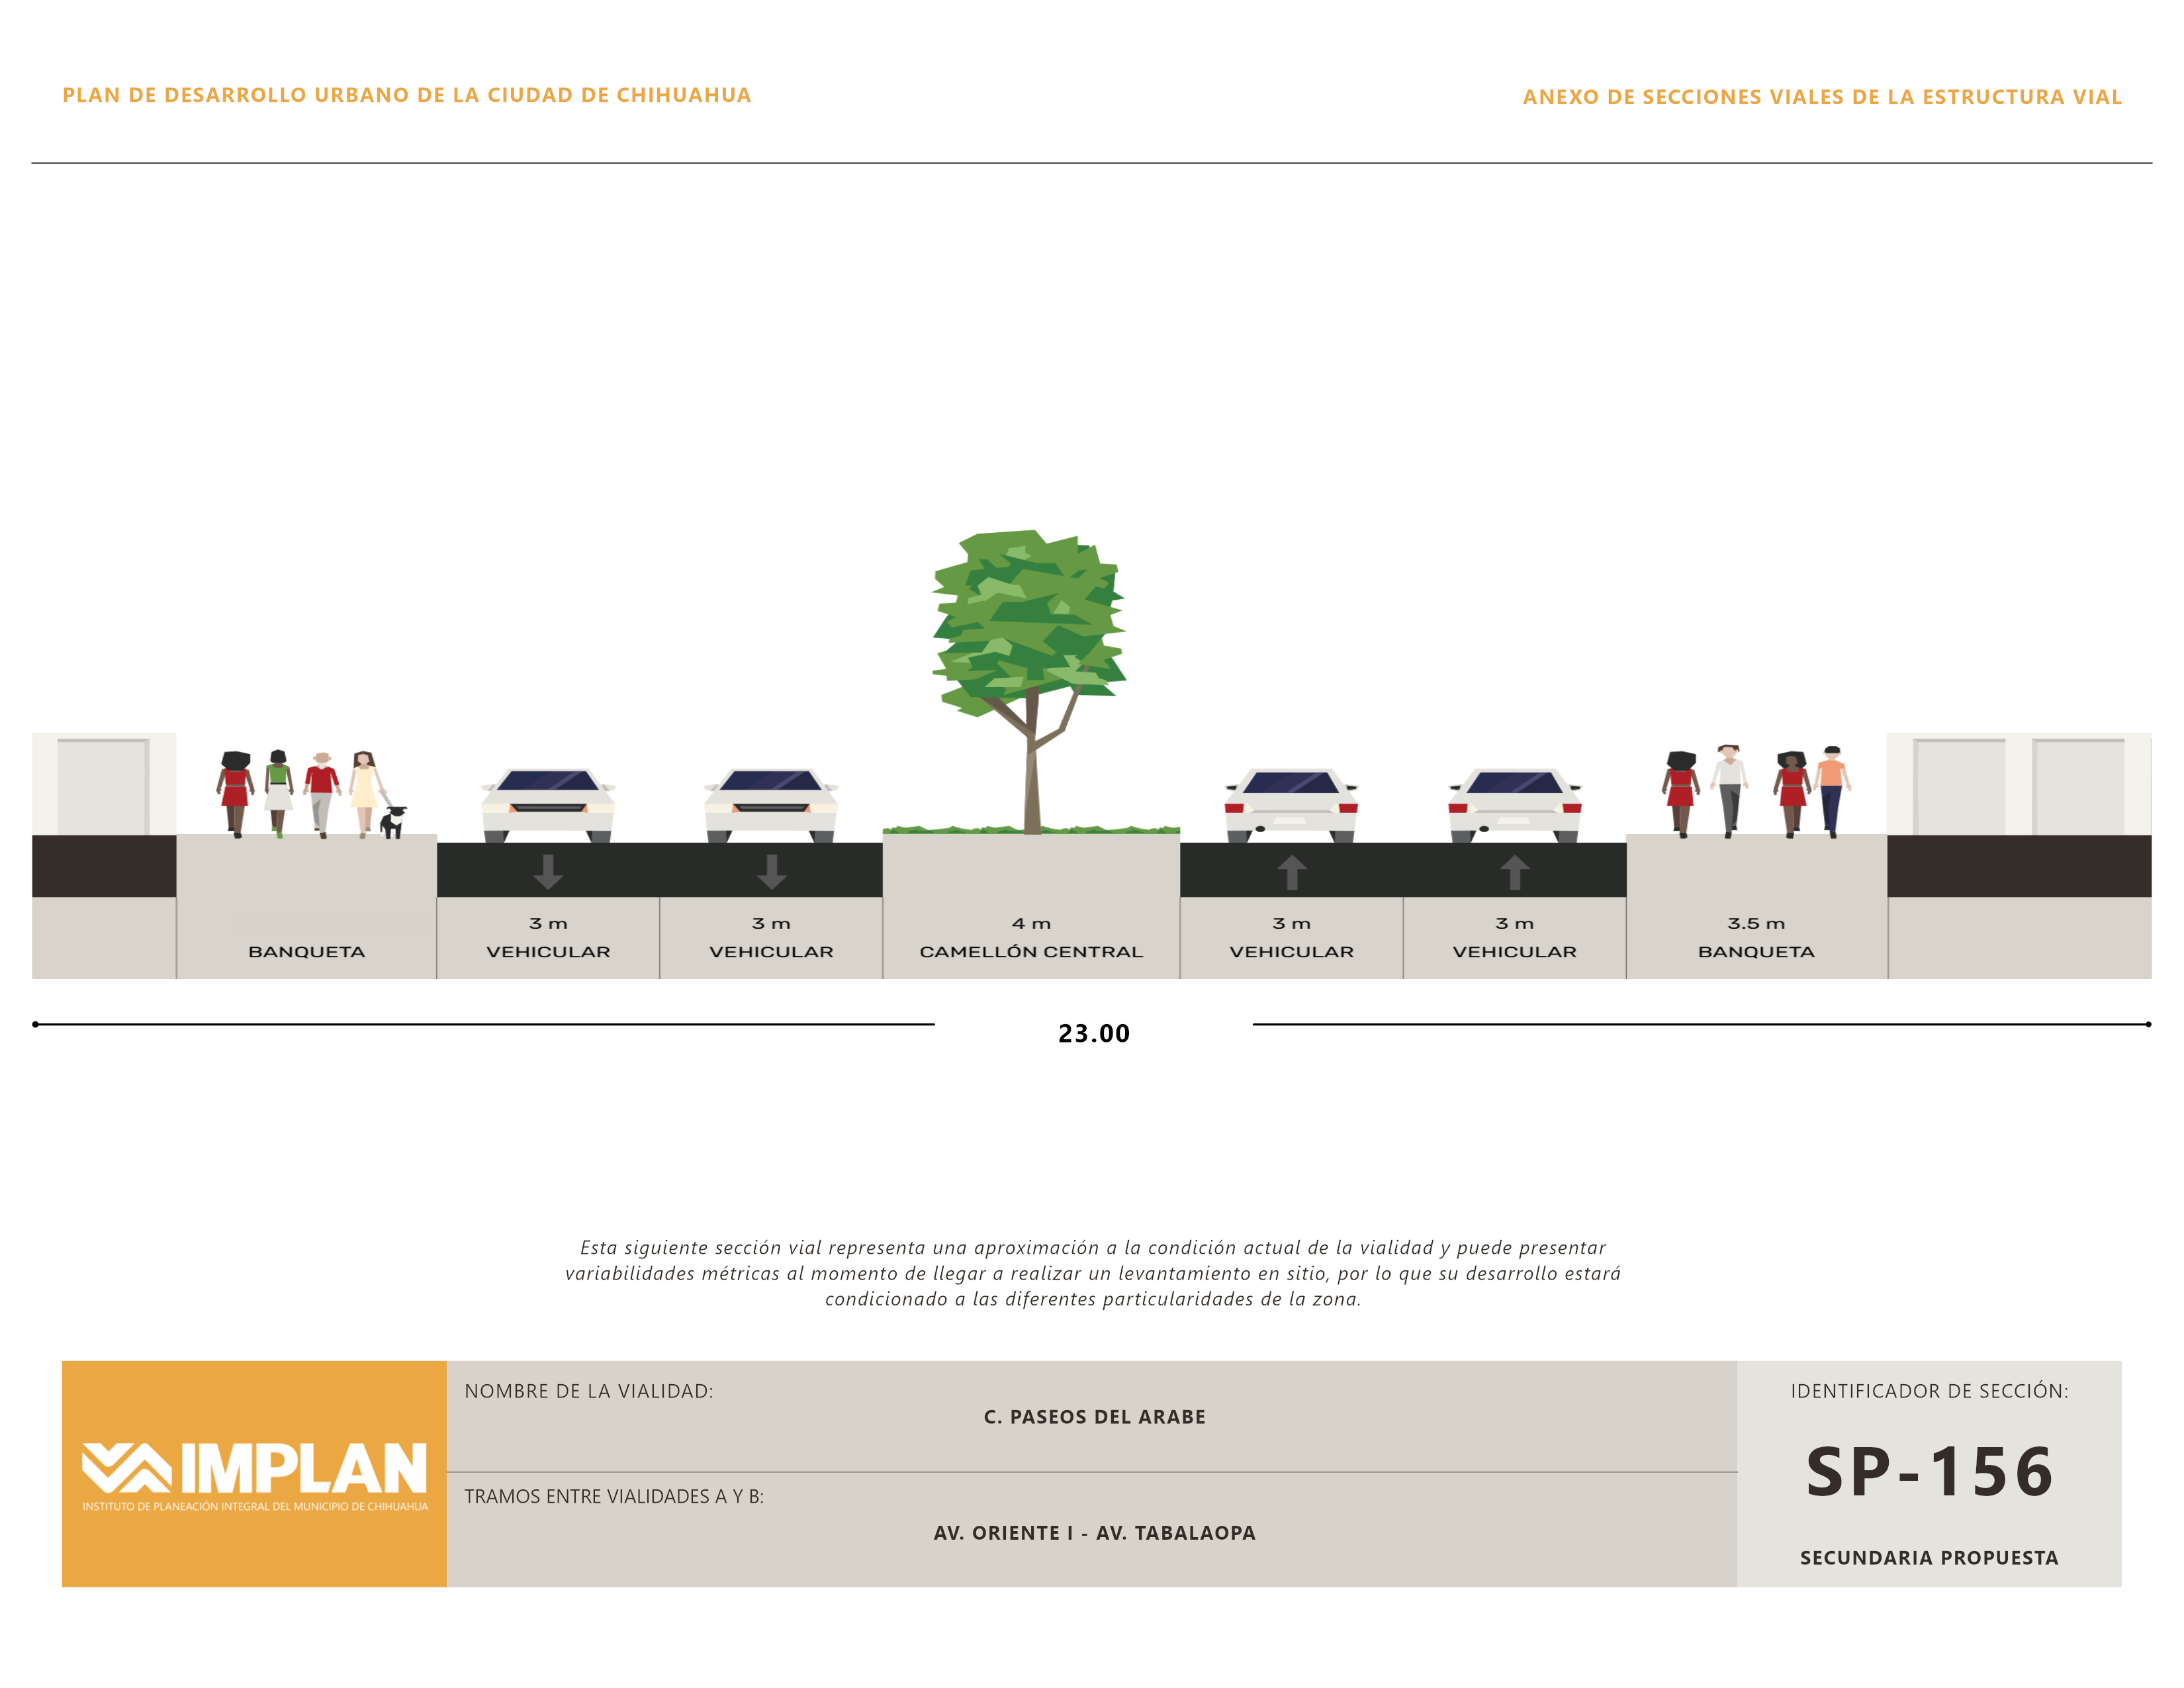 PLAN DE DESARROLLO URBANO DE LA CIUDAD DE CHIHUAHUA
ANEXO DE SECCIONES VIALES DE LA ESTRUCTURA VIAL
BANQUETA
3 m
VEHICULAR
3 m
VEHICULAR
4 m
CAMELLÓN CENTRAL
3 m
VEHICULAR
3 m
VEHICULAR
3.5 m
BANQUETA
23.00
Esta siguiente sección vial representa una aproximación a la condición actual de la vialidad y puede presentar
variabilidades métricas al momento de llegar a realizar un levantamiento en sitio, por lo que su desarrollo estará
condicionado a las diferentes particularidades de la zona.
IMPLAN
INSTITUTO DE PLANEACIÓN INTEGRAL DEL MUNICIPIO DE CHIHUAHUA
NOMBRE DE LA VIALIDAD:
C. PASEOS DEL ARABE
TRAMOS ENTRE VIALIDADES A Y B:
AV. ORIENTE I - AV. TABALAOPA
IDENTIFICADOR DE SECCIÓN:
SP-156
SECUNDARIA PROPUESTA